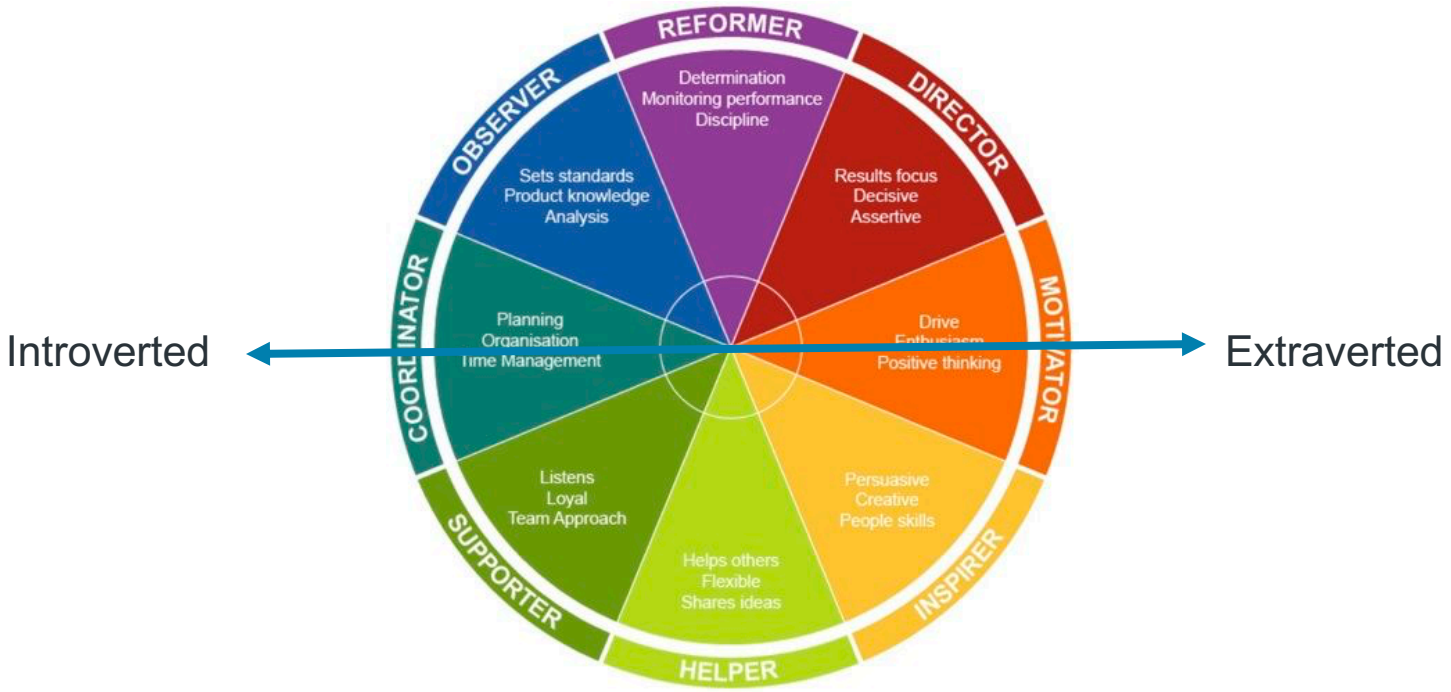 REFORMER
Determination
Monitoring performance
Discipline
DIRECTOR
Results focus
Decisive
Assertive
MOTIVATOR
Drive
Enthusiasm
Positive thinking
INSPIRER
Persuasive
Creative
People skills
HELPER
Helps others
Flexible
Shares ideas
SUPPORTER
Listens
Loyal
Team Approach
COORDINATOR
Planning
Organisation
Time Management
OBSERVER
Sets standards
Product knowledge
Analysis
Introverted
Extraverted